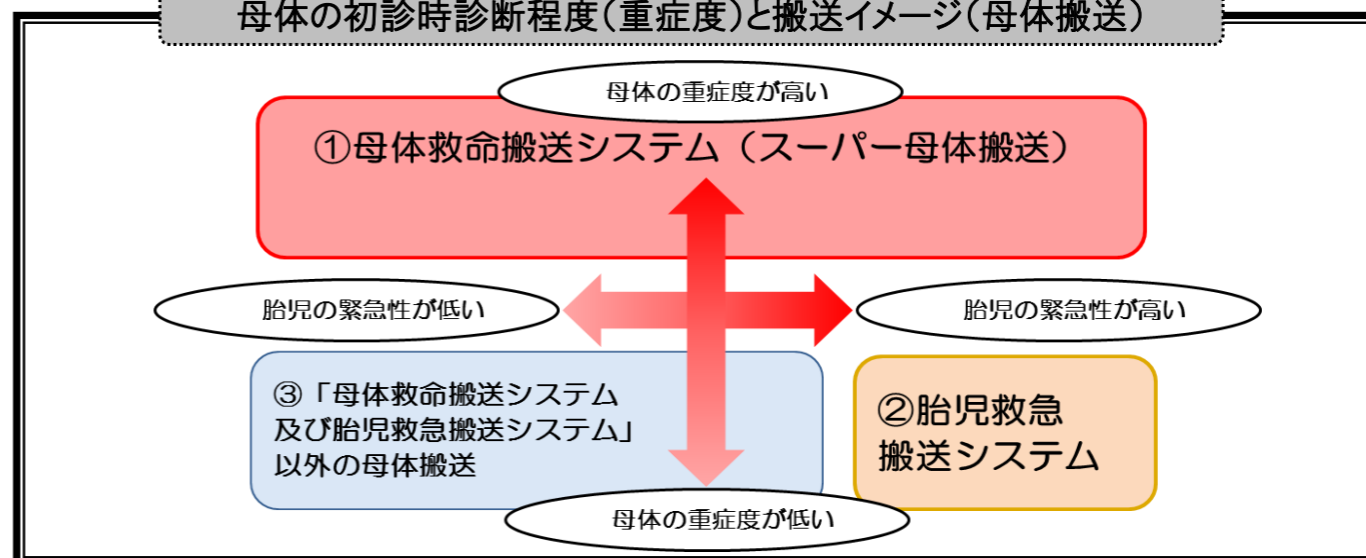 母体の初診時診断程度(重症度)と搬送イメージ(母体搬送)
母体の重症度が高い
①母体救命搬送システム(スーパー母体搬送)
胎児の緊急性が低い
胎児の緊急性が高い
③「母体救命搬送システム
及び胎児救急搬送システム」
以外の母体搬送
②胎児救急
搬送システム
母体の重症度が低い